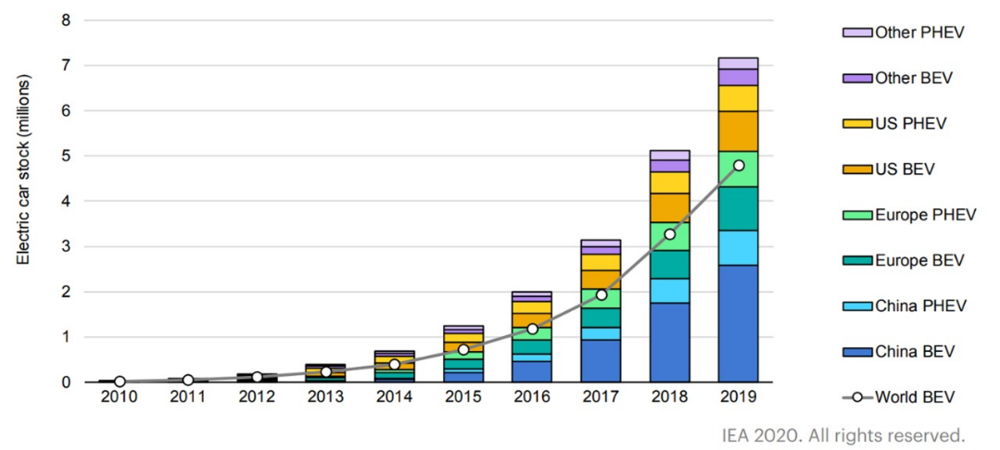 Electric car stock (millions)
8
7
6
5
4
3
2
1
0
2010 2011 2012 2013 2014 2015 2016 2017 2018 2019
Other PHEV
Other BEV
US PHEV
US BEV
Europe PHEV
Europe BEV
China PHEV
China BEV
World BEV
IEA 2020. All rights reserved.